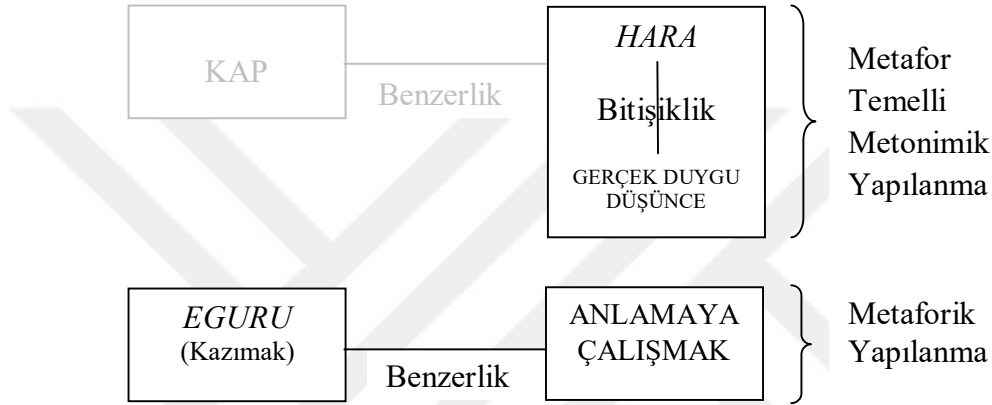 KAP
Benzerlik
HARA
Bitişiklik
GERÇEK DUYGU
DÜŞÜNCE
Metafor
Temelli
Metonimik
Yapılanma
EGURU
(Kazımak)
Benzerlik
ANLAMAYA
ÇALIŞMAK
Metaforik
Yapılanma